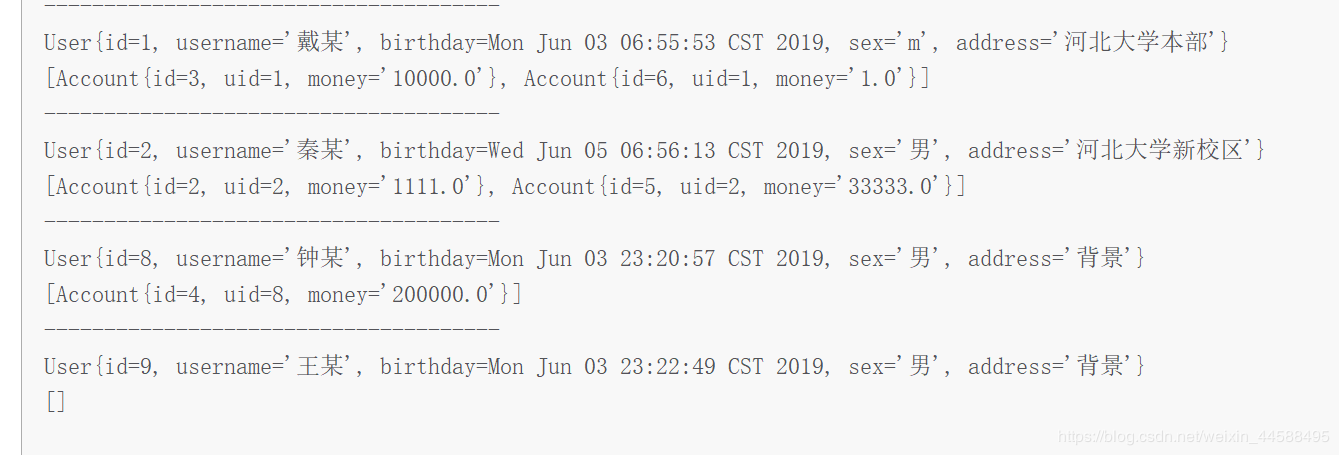 ---------------------------------------
User{id=1, username='戴某', birthday=Mon Jun 03 06:55:53 CST 2019, sex='m', address='河北大学本部'}
[Account{id=3, uid=1, money='10000.0'}, Account{id=6, uid=1, money='1.0'}]
---------------------------------------
User{id=2, username='秦某', birthday=Wed Jun 05 06:56:13 CST 2019, sex='男', address='河北大学新校区'}
[Account{id=2, uid=2, money='1111.0'}, Account{id=5, uid=2, money='33333.0'}]
---------------------------------------
User{id=8, username='钟某', birthday=Mon Jun 03 23:20:57 CST 2019, sex='男', address='背景'}
[Account{id=4, uid=8, money='200000.0'}]
---------------------------------------
User{id=9, username='王某', birthday=Mon Jun 03 23:22:49 CST 2019, sex='男', address='背景'}
[]
https://blog.csdn.net/weixin_44588495